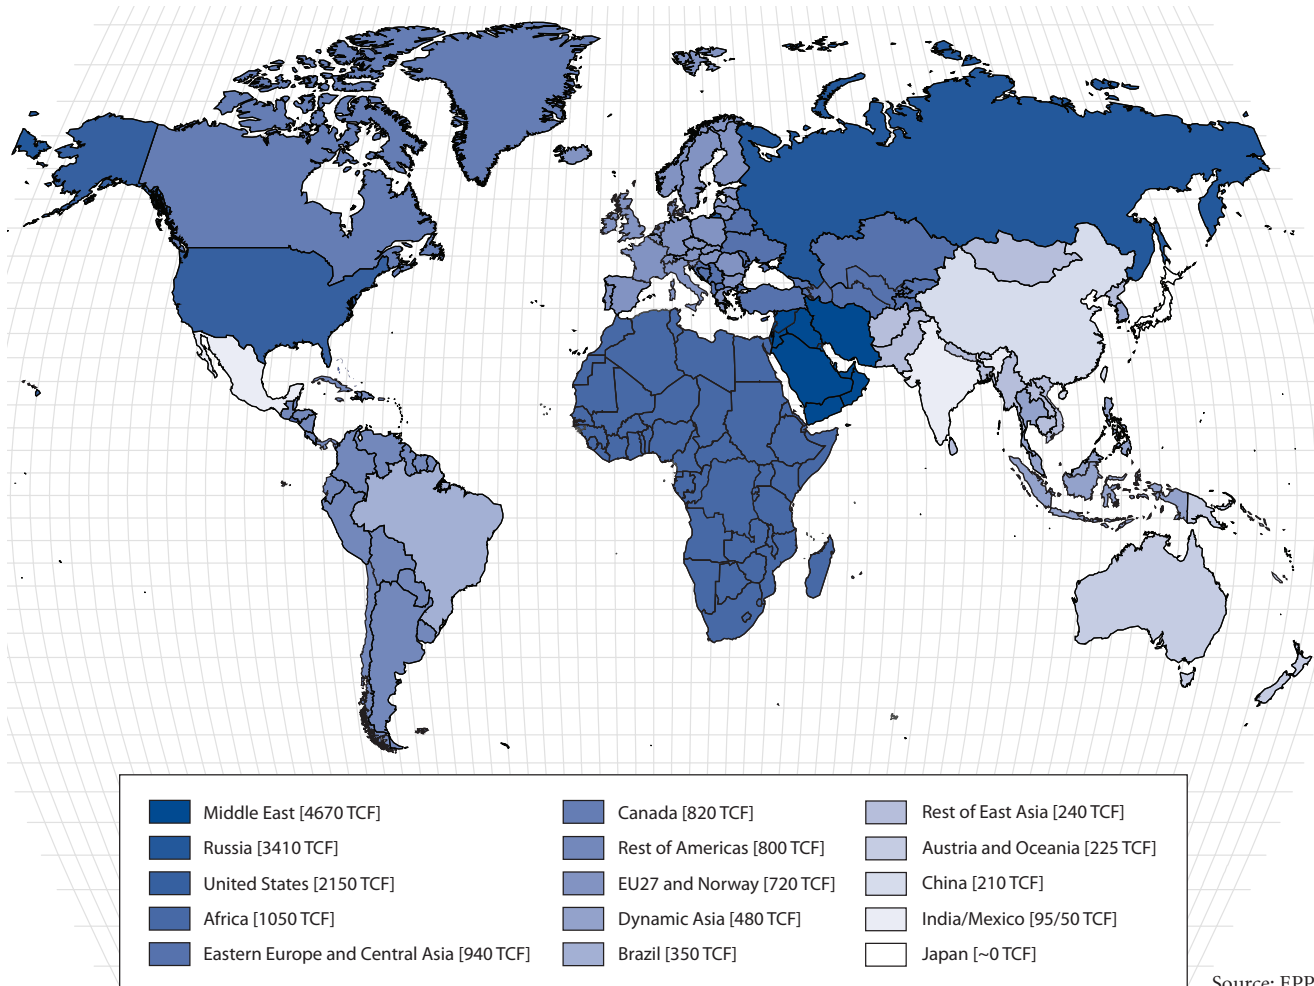 Middle East [4670 TCF]
Russia [3410 TCF]
United States [2150 TCF]
Africa [1050 TCF]
Eastern Europe and Central Asia [940 TCF]
Canada [820 TCF]
Rest of Americas [800 TCF]
EU27 and Norway [720 TCF]
Dynamic Asia [480 TCF]
Brazil [350 TCF]
Rest of East Asia [240 TCF]
Austria and Oceania [225 TCF]
China [210 TCF]
India/Mexico [95/50 TCF]
Japan [~0 TCF]
Source: EPP